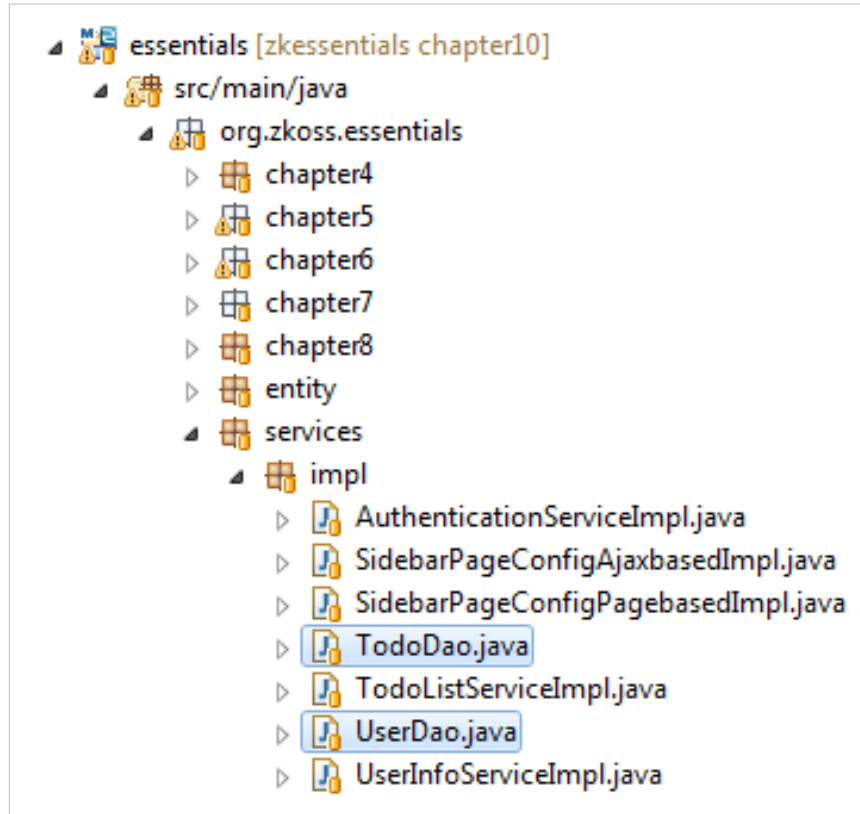 essentials [zkessentials chapter10]
src/main/java
org.zkoss.essentials
chapter4
chapter5
chapter6
chapter7
chapter8
entity
services
impl
AuthenticationServiceImpl.java
SidebarPageConfigAjaxbasedImpl.java
SidebarPageConfigPagebasedImpl.java
TodoDao.java
TodoListServiceImpl.java
UserDao.java
UserInfoServiceImpl.java